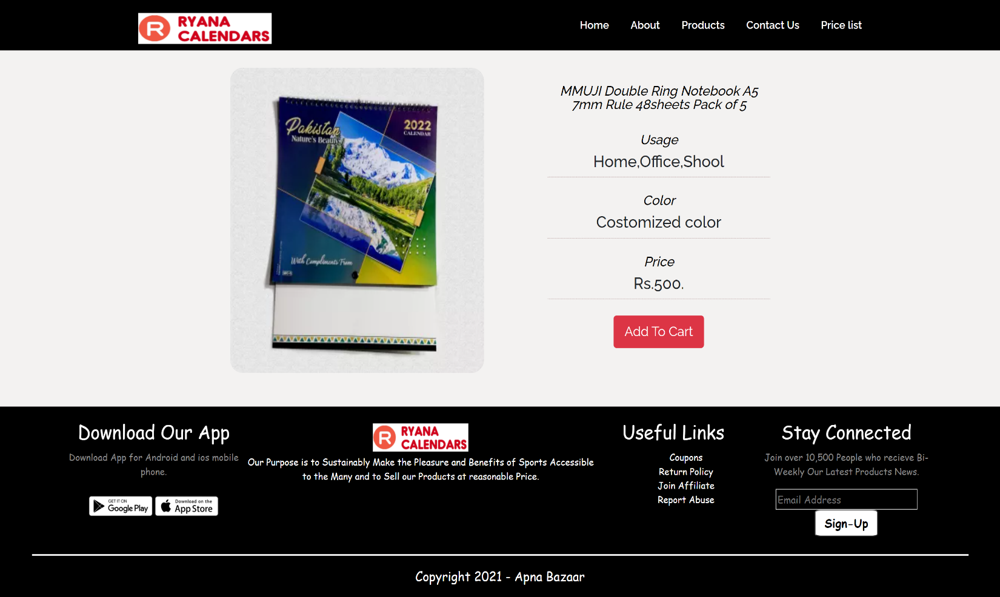 R RYANA
CALENDARS
Home About Products Contact Us Price list
Pakistan
Nature's Beauty
2022
CALENDAR
With Compliments From
MMUJI Double Ring Notebook A5
7mm Rule 48sheets Pack of 5
Usage
Home,Office,Shool
Color
Costomized color
Price
Rs.500.
Add To Cart
Download Our App
Download App for Android and ios mobile
phone.
GET IT ON
Google Play
Download on the
App Store
R RYANA
CALENDARS
Our Purpose is to Sustainably Make the Pleasure and Benefits of Sports Accessible
to the Many and to Sell our Products at reasonable Price.
Useful Links
Coupons
Return Policy
Join Affiliate
Report Abuse
Stay Connected
Join over 10,500 People who recieve Bi-
Weekly Our Latest Products News.
Email Address
Sign-Up
Copyright 2021 - Apna Bazaar